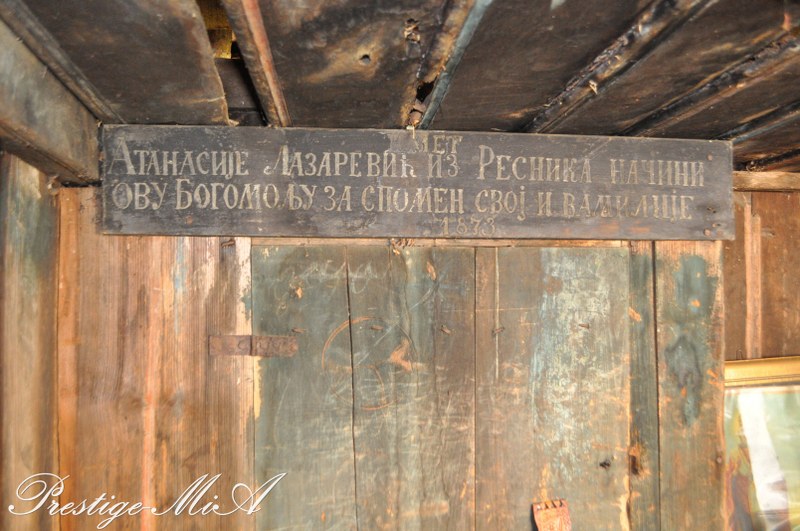 МЕТ
АТАНАСИЈЕ ЛАЗАРЕВИЋ ИЗ РЕСНИКА НАЧИНИ
ОВУ БОГОМОЉУ ЗА СПОМЕН СВОЈ И
1873
Prestige-MiA